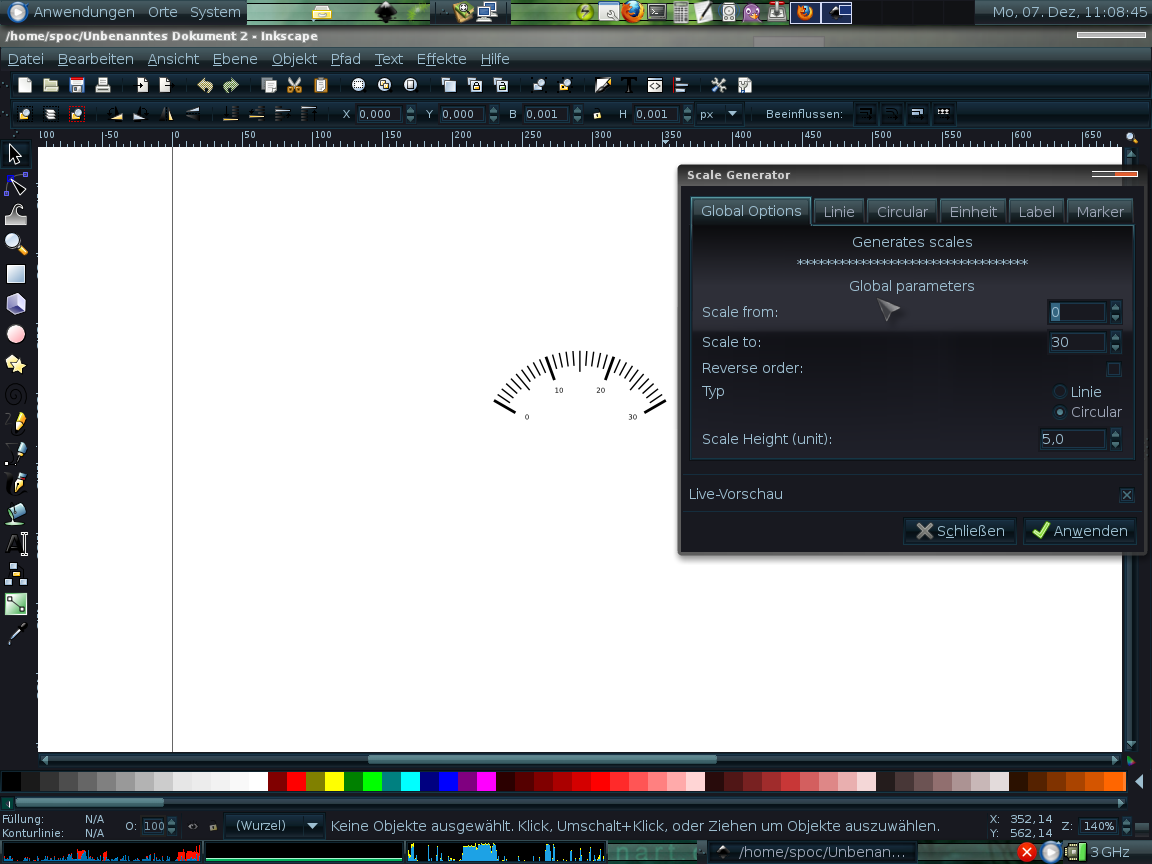 Anwendungen Orte System Mo, 07. Dez, 11:08:45
/home/spoc/Unbenanntes Dokument 2 - Inkscape
Datei Bearbeiten Ansicht Ebene Objekt Pfad Text Effekte Hilfe
X 0,000 Y 0,000 B 0,001 H 0,001 px Beeinflussen:
100 -50 0 50 100 150 200 250 300 350 400 450 500 550 600 650
Scale Generator
Global Options Linie Circular Einheit Label Marker
Generates scales
*********************************
Global parameters
Scale from: 0
Scale to: 30
Reverse order:
Typ Linie
Circular
Scale Height (unit): 5,0
Live-Vorschau
Schließen Anwenden
10 20
0 30
Füllung: N/A
Konturlinie: N/A
O: 100 (Wurzel) Keine Objekte ausgewählt. Klick, Umschalt+Klick, oder Ziehen um Objekte auszuwählen.
X: 352,14
Y: 562,14
Z: 140%
/home/spoc/Unbenan... 3 GHz